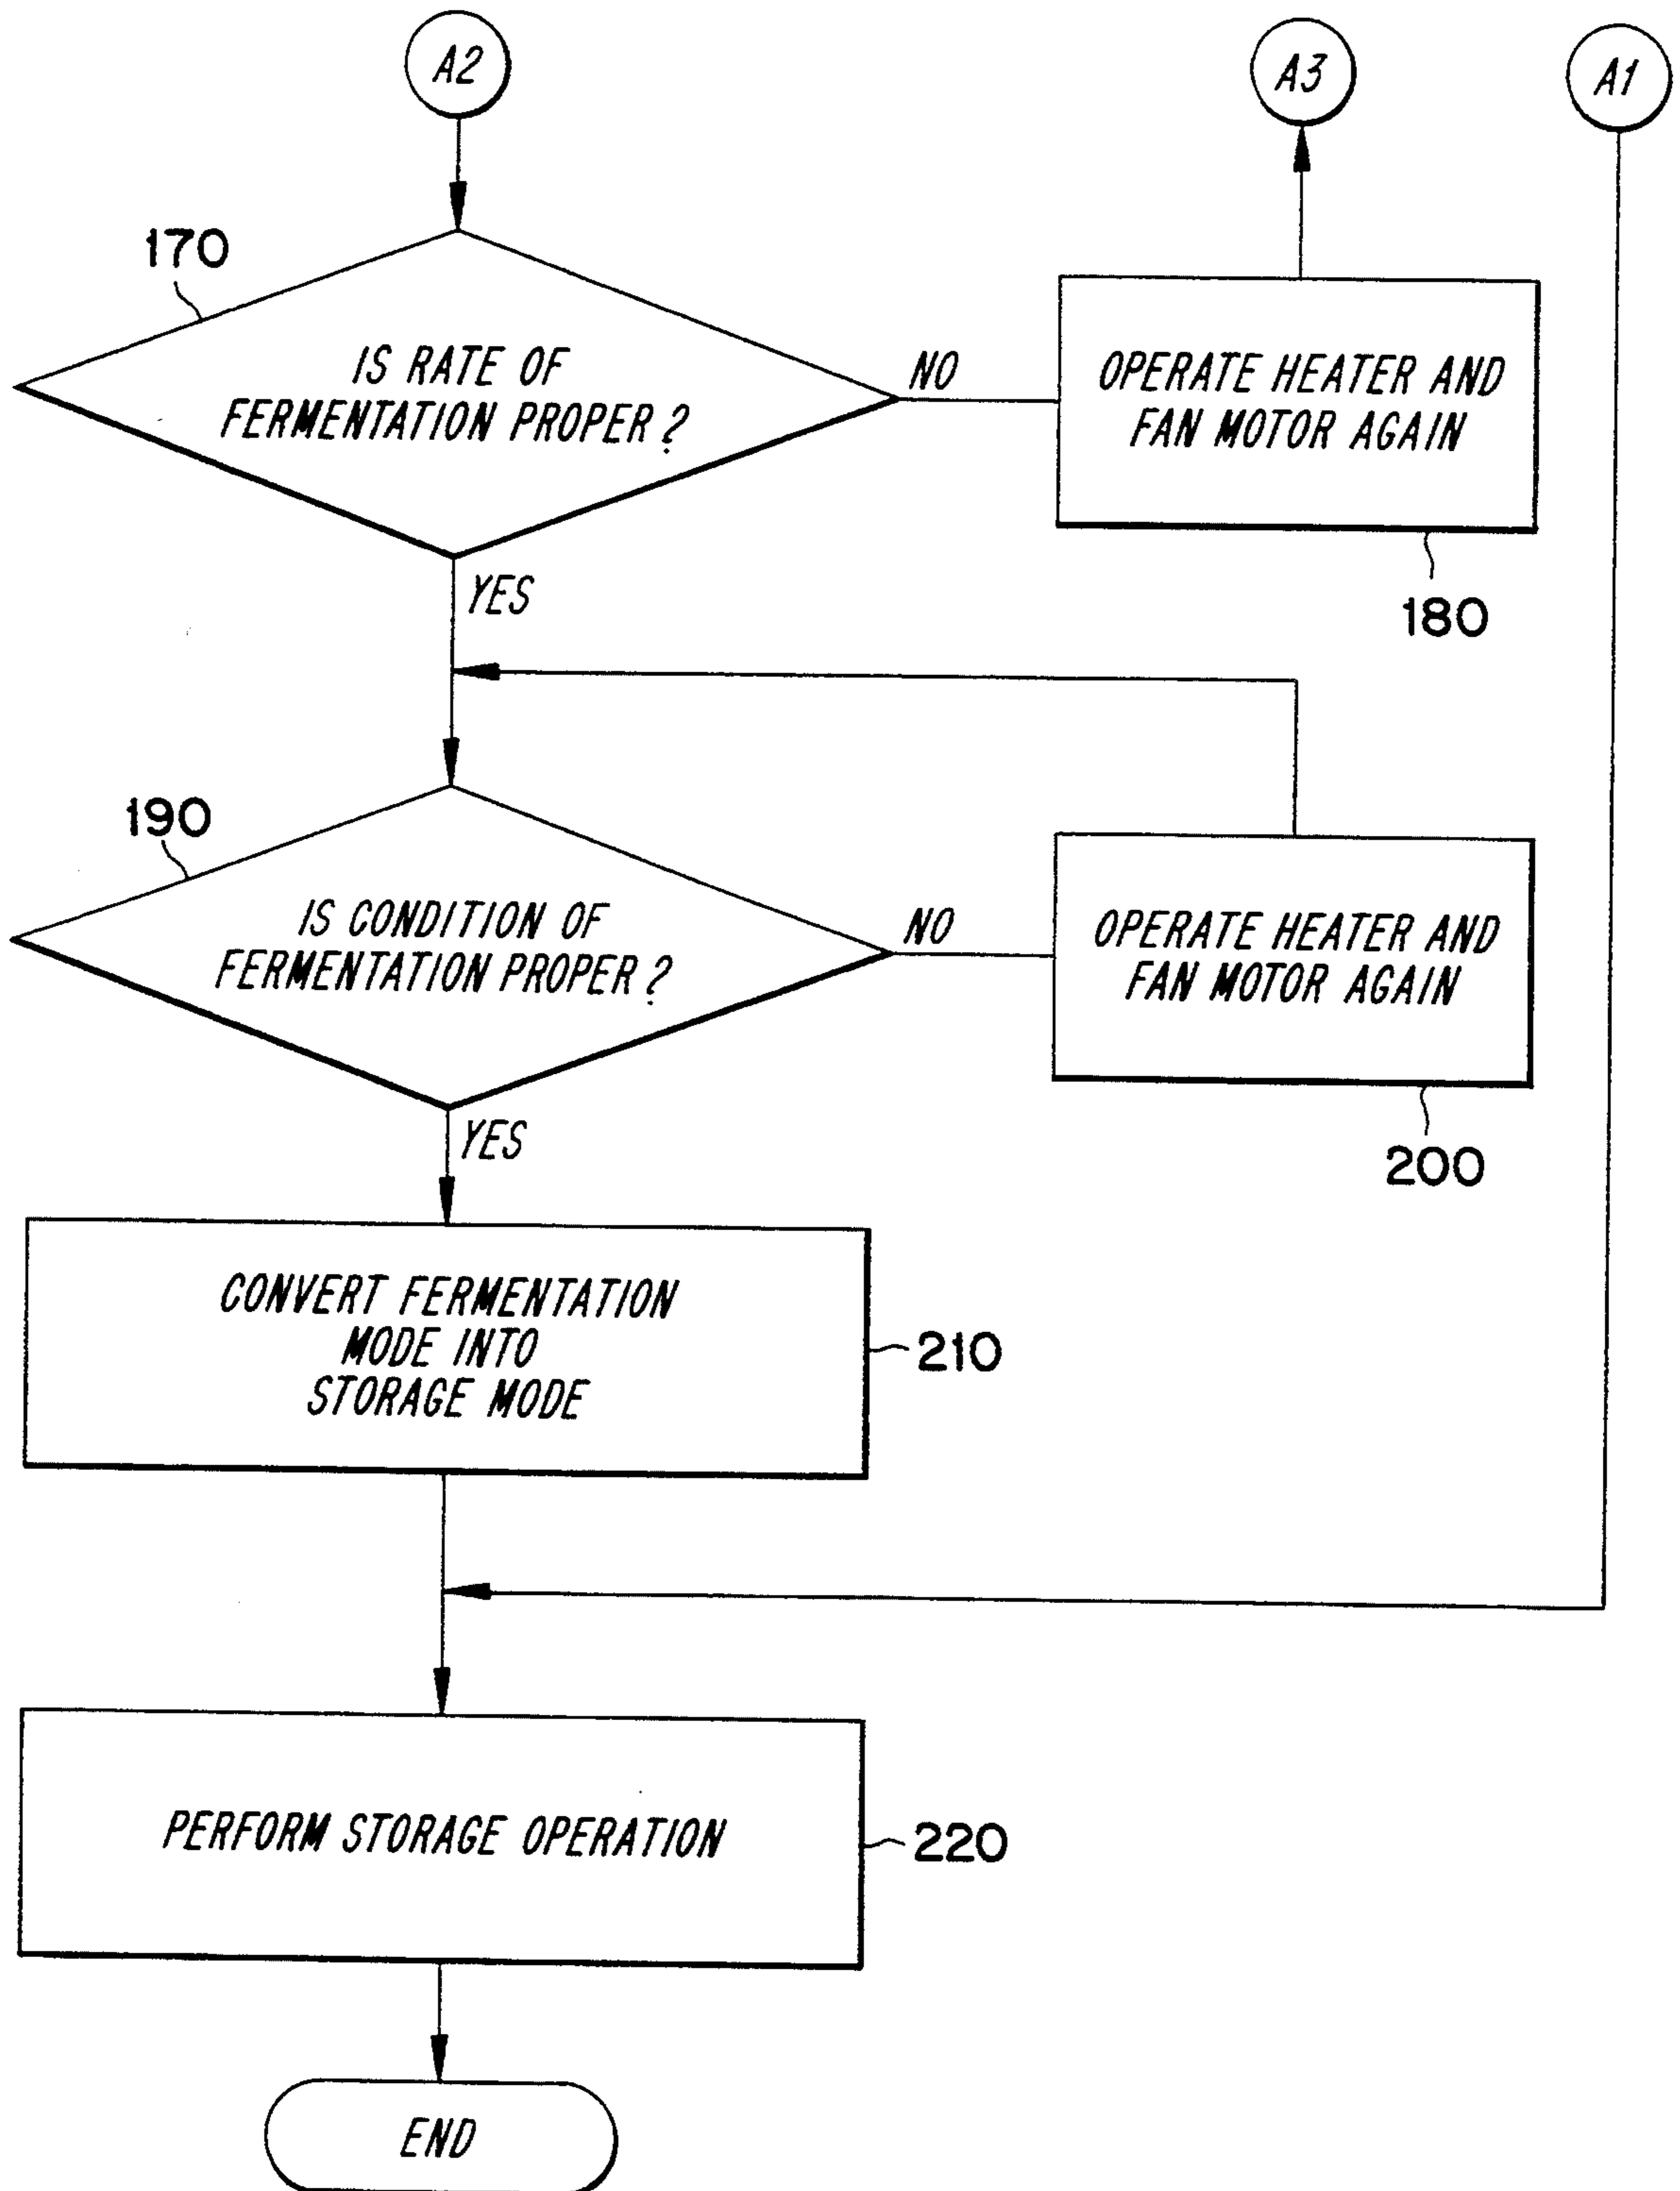 A2
A3
A1
170
IS RATE OF
FERMENTATION PROPER?
NO
OPERATE HEATER AND
FAN MOTOR AGAIN
180
YES
190
IS CONDITION OF
FERMENTATION PROPER?
NO
OPERATE HEATER AND
FAN MOTOR AGAIN
200
YES
CONVERT FERMENTATION
MODE INTO
STORAGE MODE
210
PERFORM STORAGE OPERATION
220
END